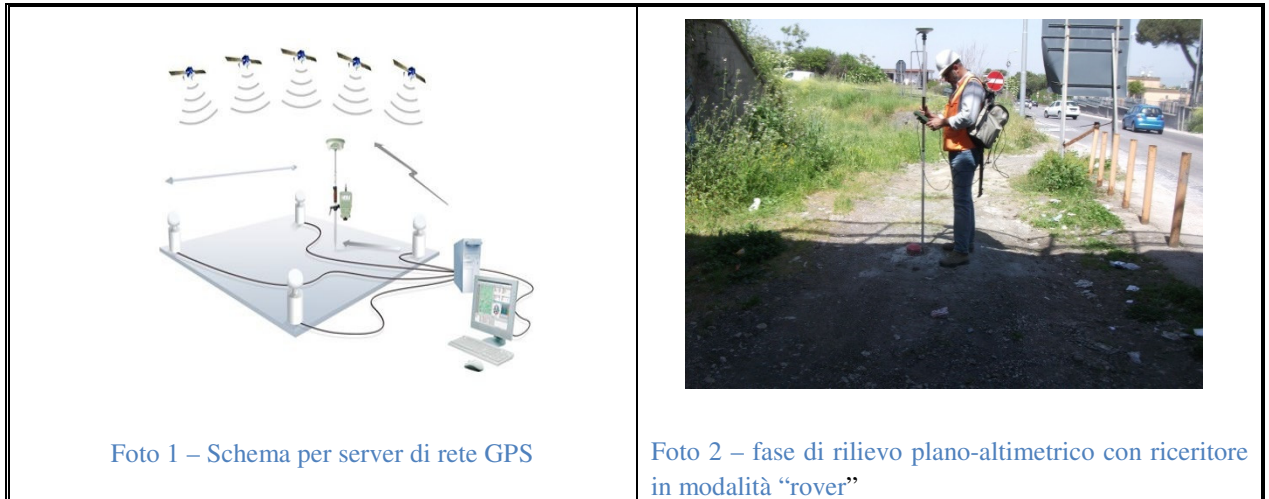 Foto 1 – Schema per server di rete GPS
Foto 2 – fase di rilievo plano-altimetrico con riceritore
in modalità “rover”